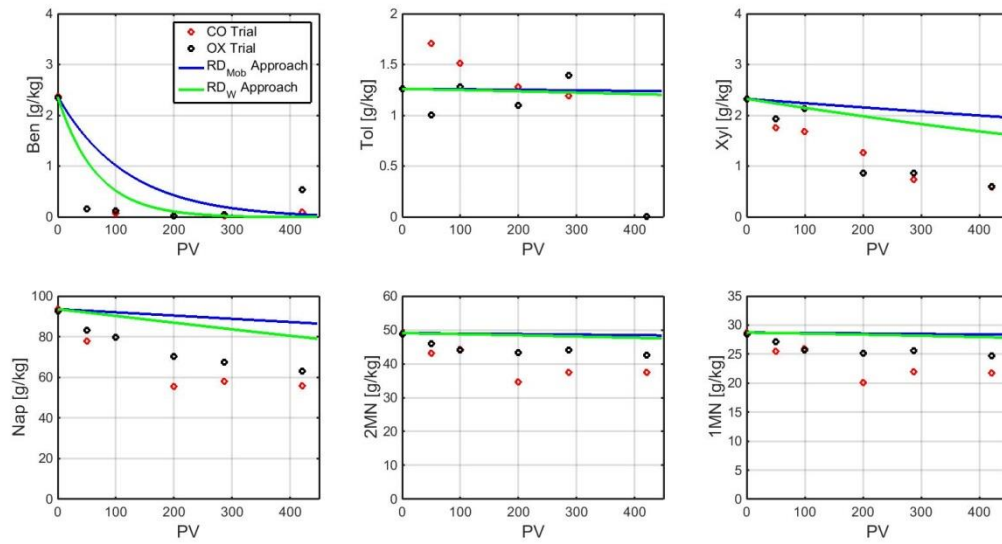 4
3
2
1
0
Ben [g/kg]
0 100 200 300 400
PV
CO Trial
OX Trial
RD_Mob Approach
RD_W Approach
2
1.5
1
0.5
0
Tol [g/kg]
0 100 200 300 400
PV
4
3
2
1
0
Xyl [g/kg]
0 100 200 300 400
PV
100
80
60
40
20
0
Nap [g/kg]
0 100 200 300 400
PV
60
50
40
30
20
10
0
2MN [g/kg]
0 100 200 300 400
PV
35
30
25
20
15
10
5
0
1MN [g/kg]
0 100 200 300 400
PV